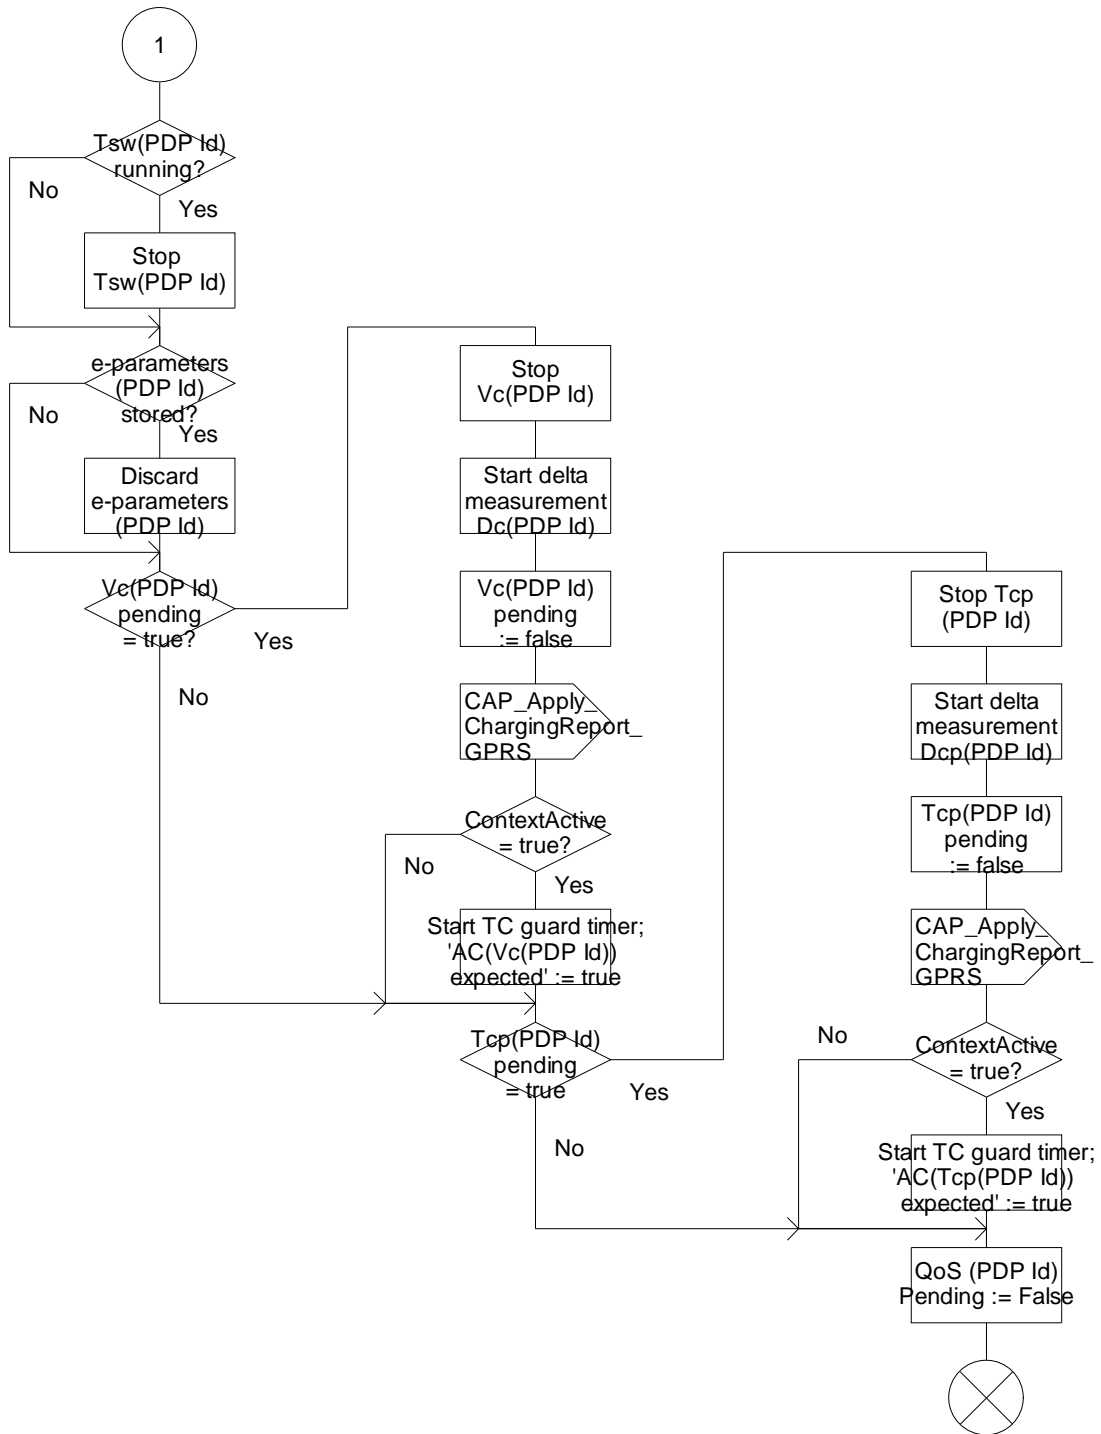 1
Tsw(PDP Id)
running?
No
Yes
Stop
Tsw(PDP Id)
e-parameters
(PDP Id)
stored?
No
Yes
Discard
e-parameters
(PDP Id)
Vc(PDP Id)
pending
= true?
Yes
No
Stop
Vc(PDP Id)
Start delta
measurement
Dc(PDP Id)
Vc(PDP Id)
pending
:= false
CAP_Apply_
ChargingReport_
GPRS
ContextActive
= true?
No
Yes
Start TC guard timer;
'AC(Vc(PDP Id))
expected' := true
Tcp(PDP Id)
pending
= true
Yes
No
Stop Tcp
(PDP Id)
Start delta
measurement
Dcp(PDP Id)
Tcp(PDP Id)
pending
:= false
CAP_Apply_
ChargingReport_
GPRS
No
ContextActive
= true?
Yes
Start TC guard timer;
'AC(Tcp(PDP Id))
expected' := true
QoS (PDP Id)
Pending := False